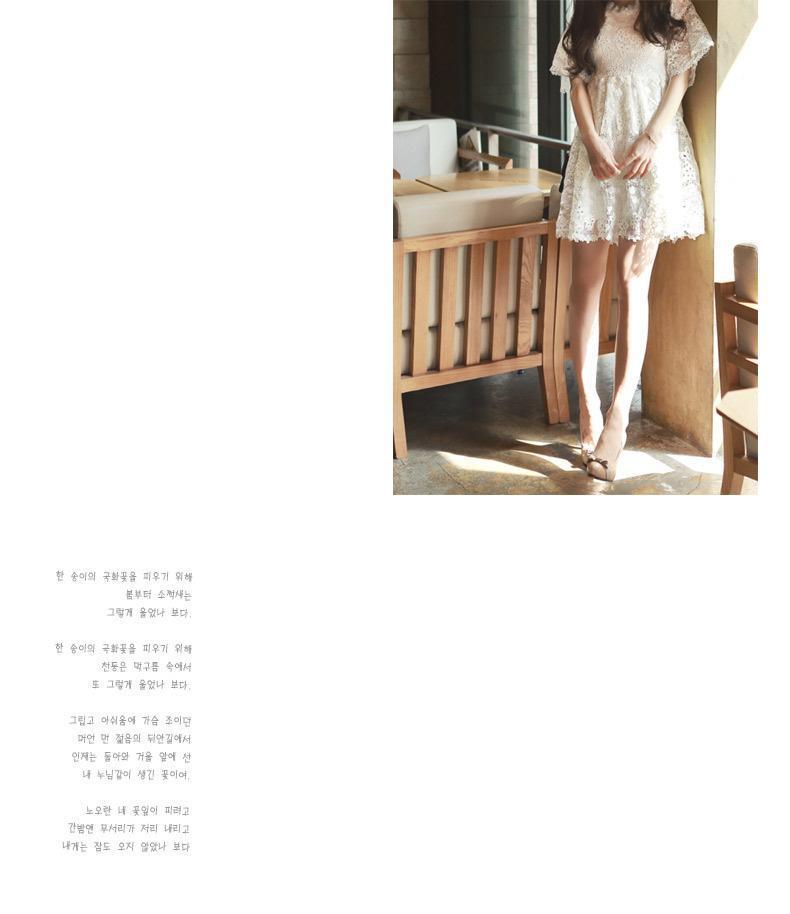 한 송이의 국화꽃을 피우기 위해
봄부터 소쩍새는
그렇게 울었나 보다.
한 송이의 국화꽃을 피우기 위해
천둥은 먹구름 속에서
또 그렇게 울었나 보다.
그립고 아쉬움에 가슴 조이던
머언 먼 젊음의 뒤안길에서
인제는 돌아와 거울 앞에 선
내 누님같이 생긴 꽃이여.
노오란 네 꽃잎이 피려고
간밤엔 무서리가 저리 내리고
내게는 잠도 오지 않았나 보다